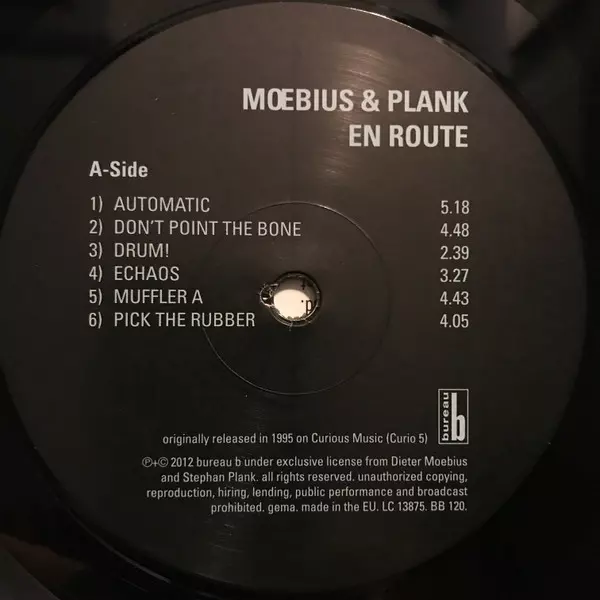 MŒBIUS & PLANK
EN ROUTE
A-Side
1) AUTOMATIC 5.18
2) DON'T POINT THE BONE 4.48
3) DRUM! 2.39
4) ECHAOS 3.27
5) MUFFLER A 4.43
6) PICK THE RUBBER 4.05
bureau b
originally released in 1995 on Curious Music (Curio 5)
℗+© 2012 bureau b under exclusive license from Dieter Moebius
and Stephan Plank. all rights reserved. unauthorized copying,
reproduction, hiring, lending, public performance and broadcast
prohibited. gema. made in the EU. LC 13875. BB 120.